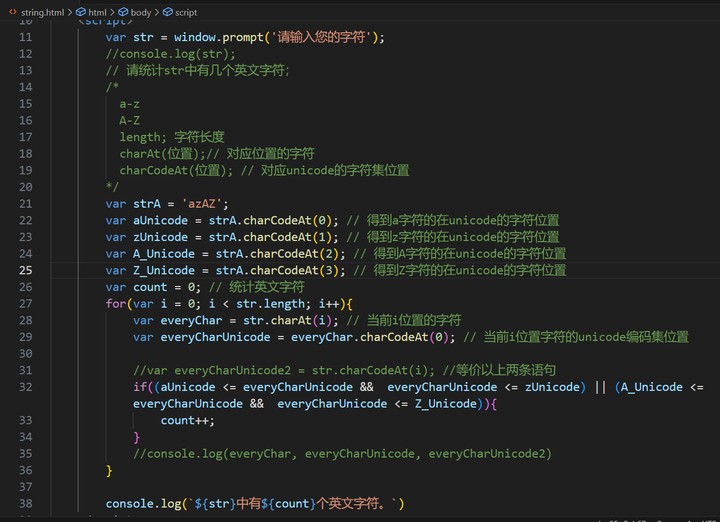 string.html > html > body > script
10 <script>
11 var str = window.prompt('请输入您的字符');
12 //console.log(str);
13 // 请统计str中有几个英文字符;
14 /*
15 a-z
16 A-Z
17 length; 字符长度
18 charAt(位置);// 对应位置的字符
19 charCodeAt(位置); // 对应unicode的字符集位置
20 */
21 var strA = 'azAZ';
22 var aUnicode = strA.charCodeAt(0); // 得到a字符的在unicode的字符位置
23 var zUnicode = strA.charCodeAt(1); // 得到z字符的在unicode的字符位置
24 var A_Unicode = strA.charCodeAt(2); // 得到A字符的在unicode的字符位置
25 var Z_Unicode = strA.charCodeAt(3); // 得到Z字符的在unicode的字符位置
26 var count = 0; // 统计英文字符
27 for(var i = 0; i < str.length; i++){
28 var everyChar = str.charAt(i); // 当前i位置的字符
29 var everyCharUnicode = everyChar.charCodeAt(0); // 当前i位置字符的unicode编码集位置
30
31 //var everyCharUnicode2 = str.charCodeAt(i); //等价以上两条语句
32 if((aUnicode <= everyCharUnicode && everyCharUnicode <= zUnicode) || (A_Unicode <=
everyCharUnicode && everyCharUnicode <= Z_Unicode)){
33 count++;
34 }
35 //console.log(everyChar, everyCharUnicode, everyCharUnicode2)
36 }
37
38 console.log(`${str}中有${count}个英文字符。`)